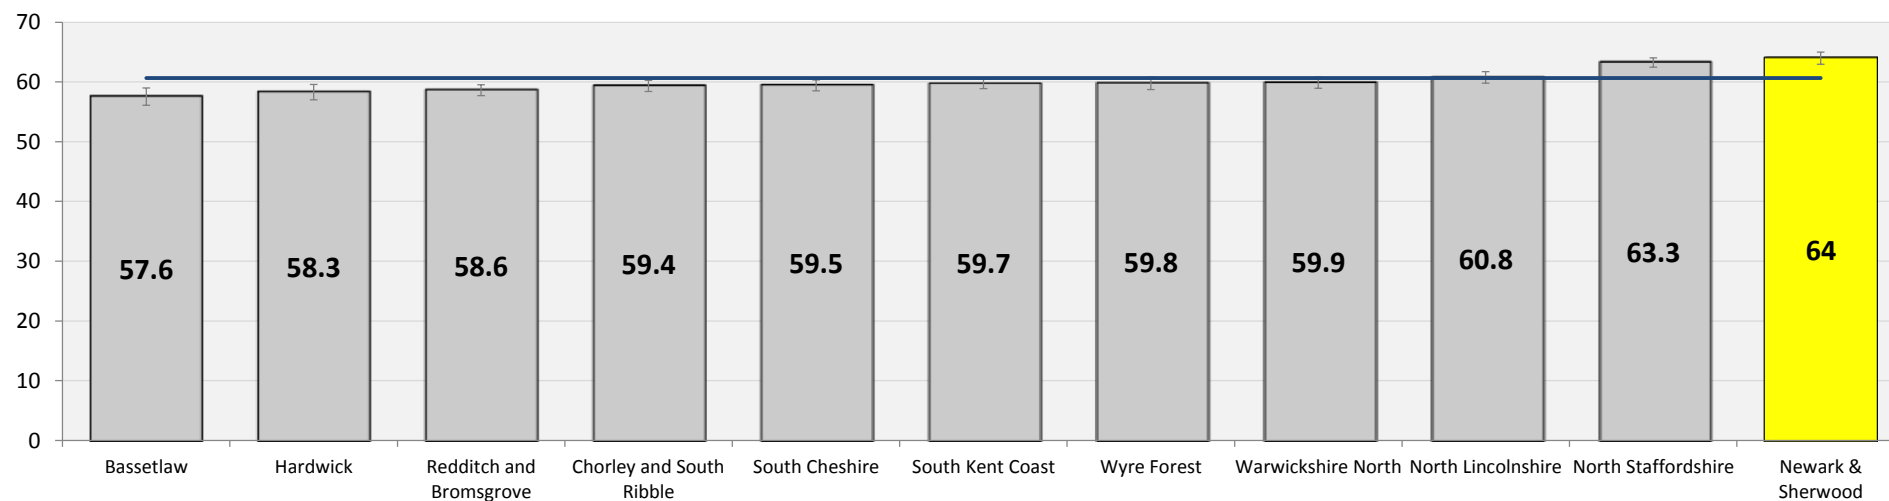 70
60
50
40
30
20
10
0
57.6
58.3
58.6
59.4
59.5
59.7
59.8
59.9
60.8
63.3
64
Bassetlaw
Hardwick
Redditch and
Bromsgrove
Chorley and South
Ribble
South Cheshire
South Kent Coast
Wyre Forest
Warwickshire North
North Lincolnshire
North Staffordshire
Newark &
Sherwood